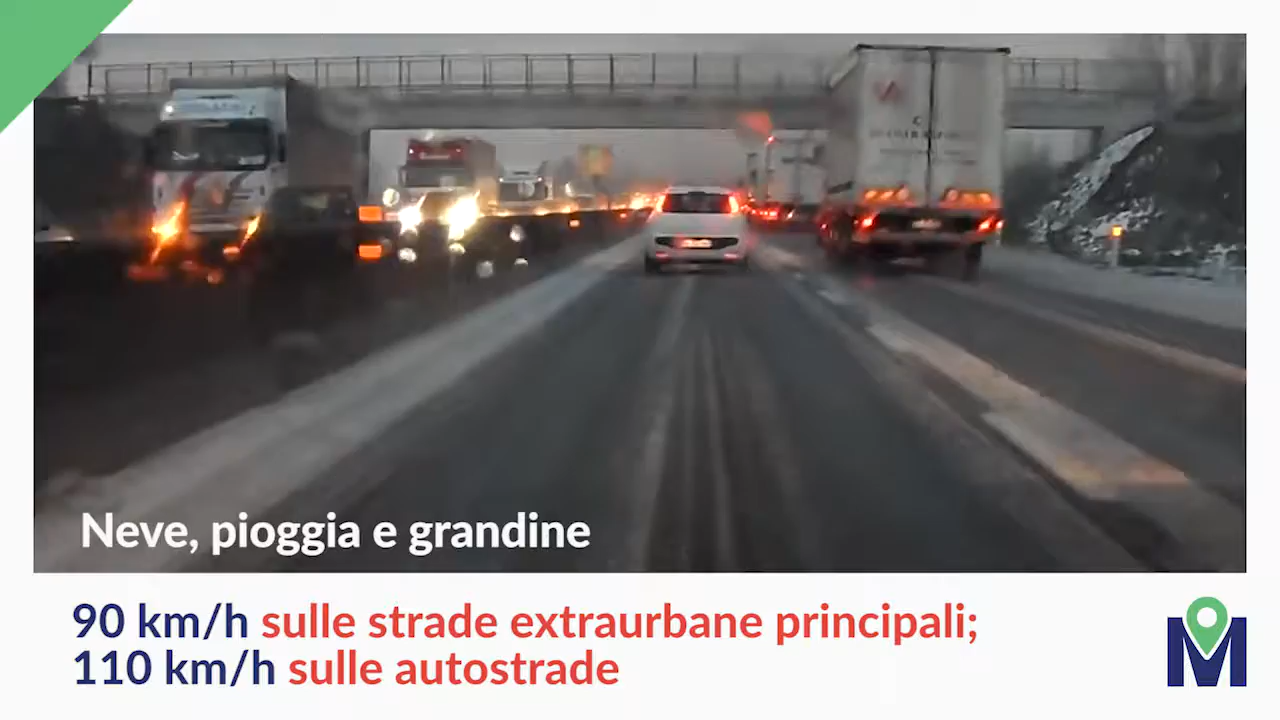 Neve, pioggia e grandine
90 km/h sulle strade extraurbane principali;
110 km/h sulle autostrade
M